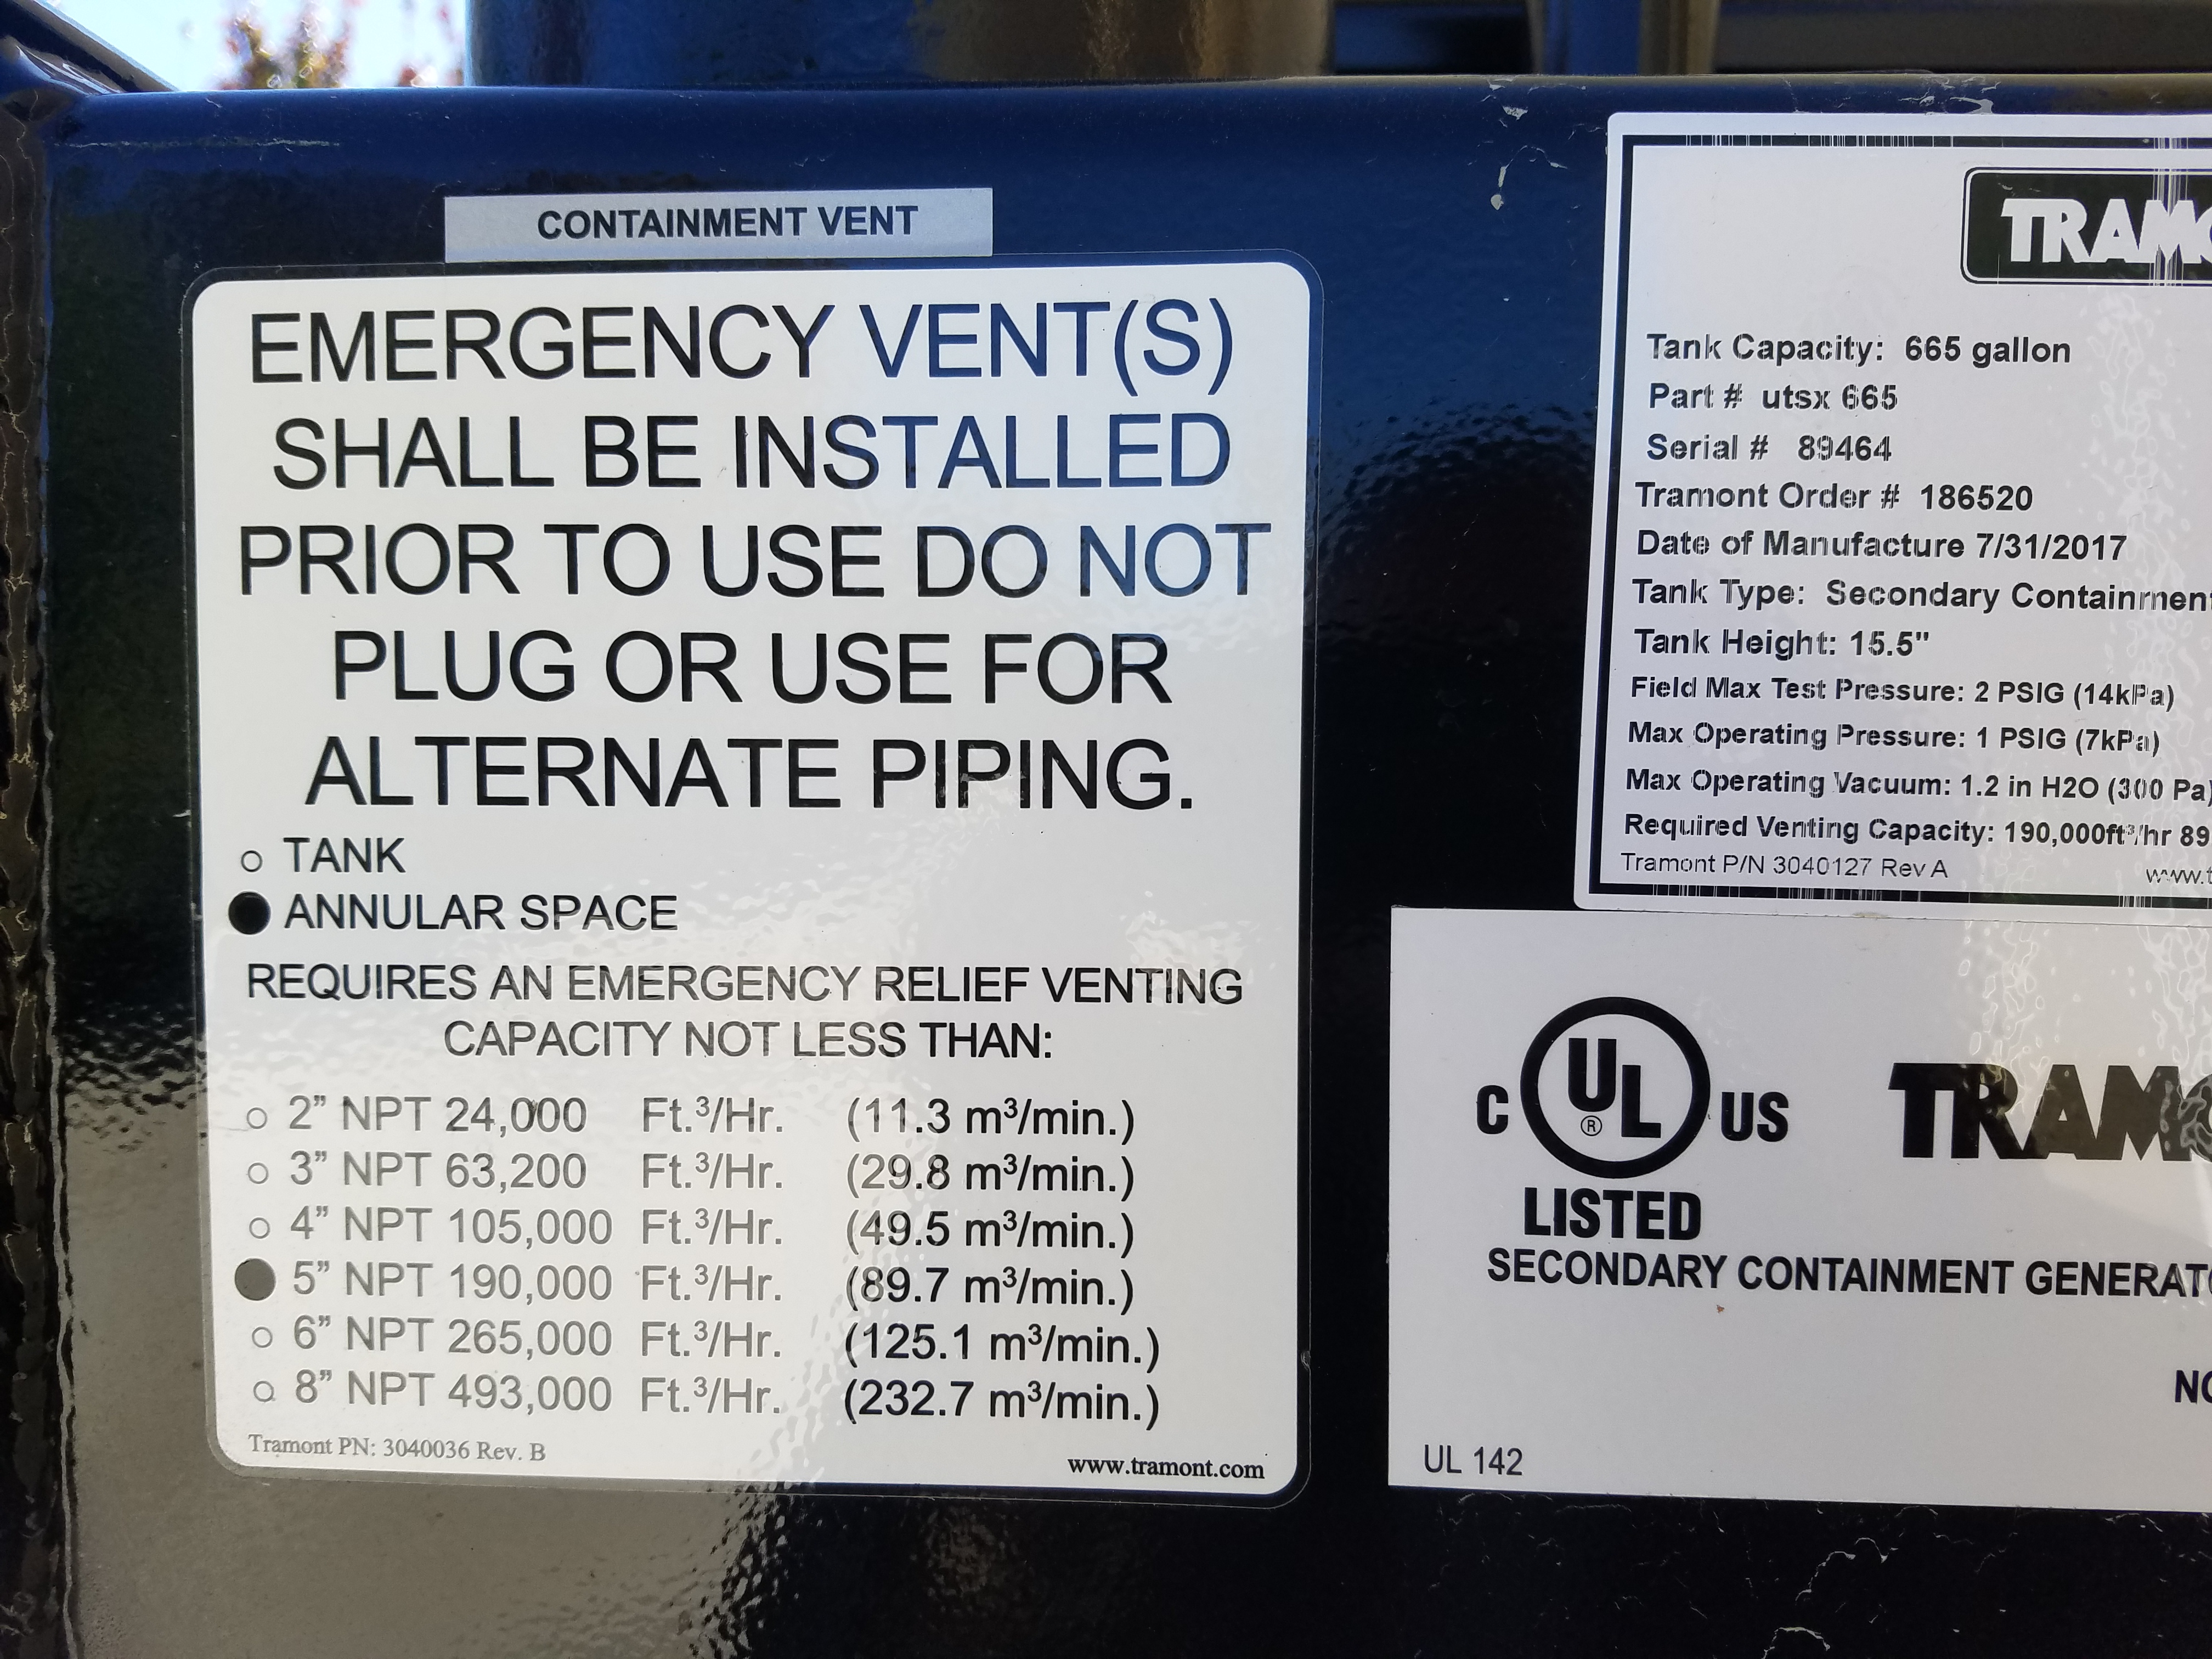 CONTAINMENT VENT
EMERGENCY VENT(S)
SHALL BE INSTALLED
PRIOR TO USE DO NOT
PLUG OR USE FOR
ALTERNATE PIPING.
○ TANK
● ANNULAR SPACE
REQUIRES AN EMERGENCY RELIEF VENTING
CAPACITY NOT LESS THAN:
○ 2” NPT 24,000 Ft.³/Hr. (11.3 m³/min.)
○ 3” NPT 63,200 Ft.³/Hr. (29.8 m³/min.)
○ 4” NPT 105,000 Ft.³/Hr. (49.5 m³/min.)
● 5” NPT 190,000 Ft.³/Hr. (89.7 m³/min.)
○ 6” NPT 265,000 Ft.³/Hr. (125.1 m³/min.)
○ 8” NPT 493,000 Ft.³/Hr. (232.7 m³/min.)
Tramont PN: 3040036 Rev. B
www.tramont.com
Tank Capacity: 665 gallon
Part # utsx 665
Serial # 89464
Tramont Order # 186520
Date of Manufacture 7/31/2017
Tank Type: Secondary
Tank Height: 15.5"
Field Max Test Pressure: 2 PSIG (14kPa)
Max Operating Pressure: 1 PSIG (7kPa)
Max Operating Vacuum: 1.2 in H2O (300 Pa)
Required Venting Capacity: 190,000ft³/hr 89
Tramont P/N 3040127 Rev A
C UL ® US
LISTED
SECONDARY CONTAINMENT
UL 142